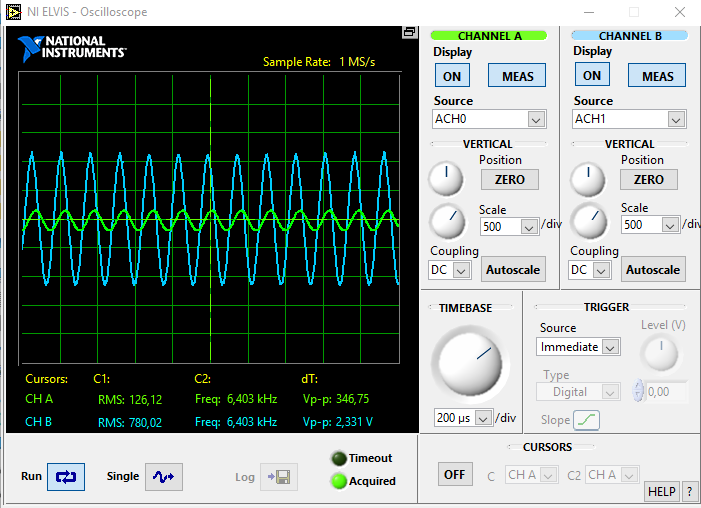 NI ELVIS - Oscilloscope
NATIONAL
INSTRUMENTS™
Sample Rate: 1 MS/s
Cursors: C1: C2: dT:
CH A RMS: 126,12 Freq: 6,403 kHz Vp-p: 346,75
CH B RMS: 780,02 Freq: 6,403 kHz Vp-p: 2,331 V
Run
Single
Log
Timeout
Acquired
CHANNEL A
Display
ON MEAS
Source
ACH0
VERTICAL
Position
ZERO
Scale
500 /div
Coupling
DC Autoscale
CHANNEL B
Display
ON MEAS
Source
ACH1
VERTICAL
Position
ZERO
Scale
500 /div
Coupling
DC Autoscale
TIMEBASE
200 µs /div
TRIGGER
Source
Immediate
Level (V)
Type
Digital
0,00
Slope
CURSORS
OFF C CH A C2 CH A
HELP ?